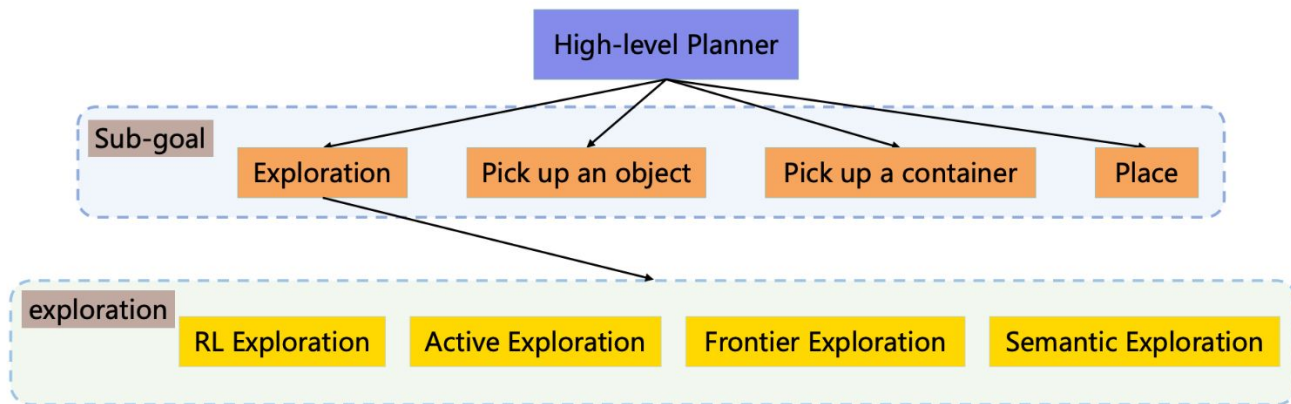 High-level Planner
Sub-goal
Exploration
Pick up an object
Pick up a container
Place
exploration
RL Exploration
Active Exploration
Frontier Exploration
Semantic Exploration